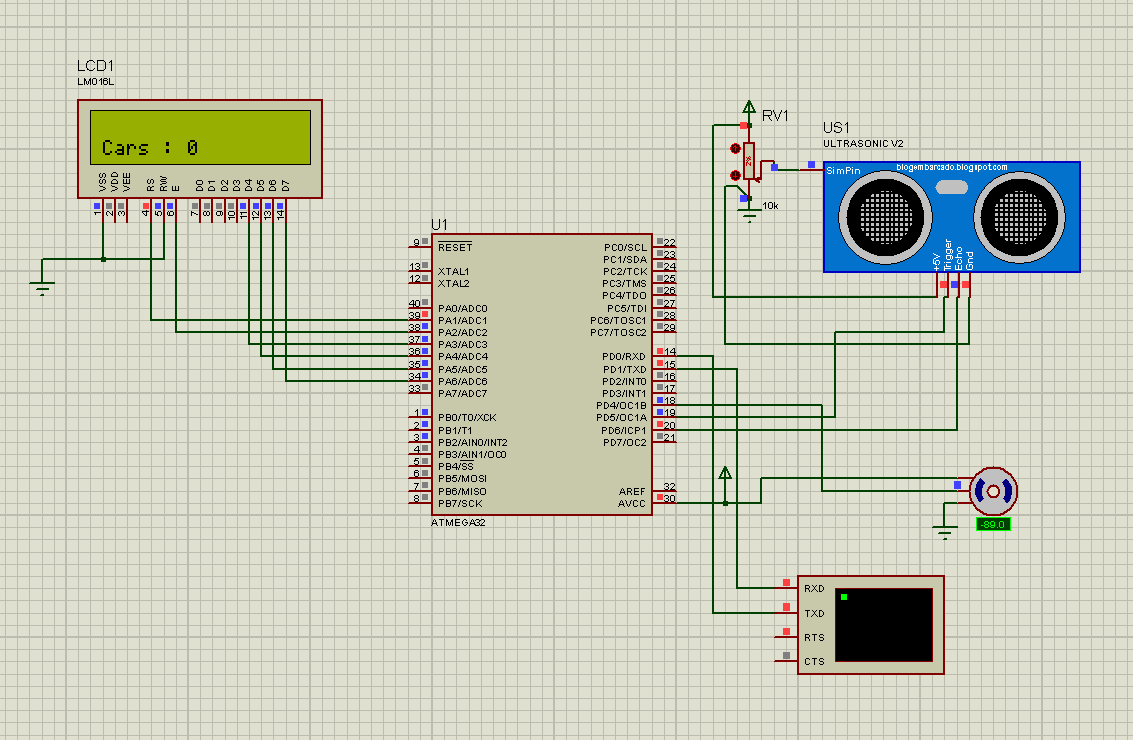 LCD1
LM016L
Cars : 0
VSS
VDD
VEE
RS
RW
E
D0
D1
D2
D3
D4
D5
D6
D7
1
2
3
4
5
6
7
8
9
10
11
12
13
14
RV1
2%
10k
US1
ULTRASONIC V2
blogembarcado.blogspot.com
SimPin
+5V
Trigger
Echo
Gnd
U1
9 RESET
13 XTAL1
12 XTAL2
40 PA0/ADC0
39 PA1/ADC1
38 PA2/ADC2
37 PA3/ADC3
36 PA4/ADC4
35 PA5/ADC5
34 PA6/ADC6
33 PA7/ADC7
1 PB0/T0/XCK
2 PB1/T1
3 PB2/AIN0/INT2
4 PB3/AIN1/OC0
5 PB4/SS
6 PB5/MOSI
7 PB6/MISO
8 PB7/SCK
PC0/SCL 22
PC1/SDA 23
PC2/TCK 24
PC3/TMS 25
PC4/TDO 26
PC5/TDI 27
PC6/TOSC1 28
PC7/TOSC2 29
PD0/RXD 14
PD1/TXD 15
PD2/INT0 16
PD3/INT1 17
PD4/OC1B 18
PD5/OC1A 19
PD6/ICP1 20
PD7/OC2 21
AREF 32
AVCC 30
ATMEGA32
-89.0
RXD
TXD
RTS
CTS